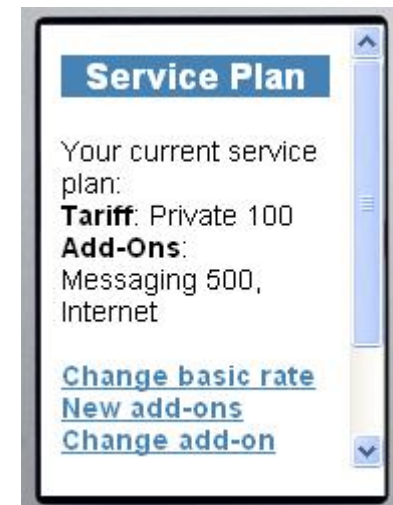 Service Plan
Your current service
plan:
Tariff: Private 100
Add-Ons:
Messaging 500,
Internet
Change basic rate
New add-ons
Change add-on